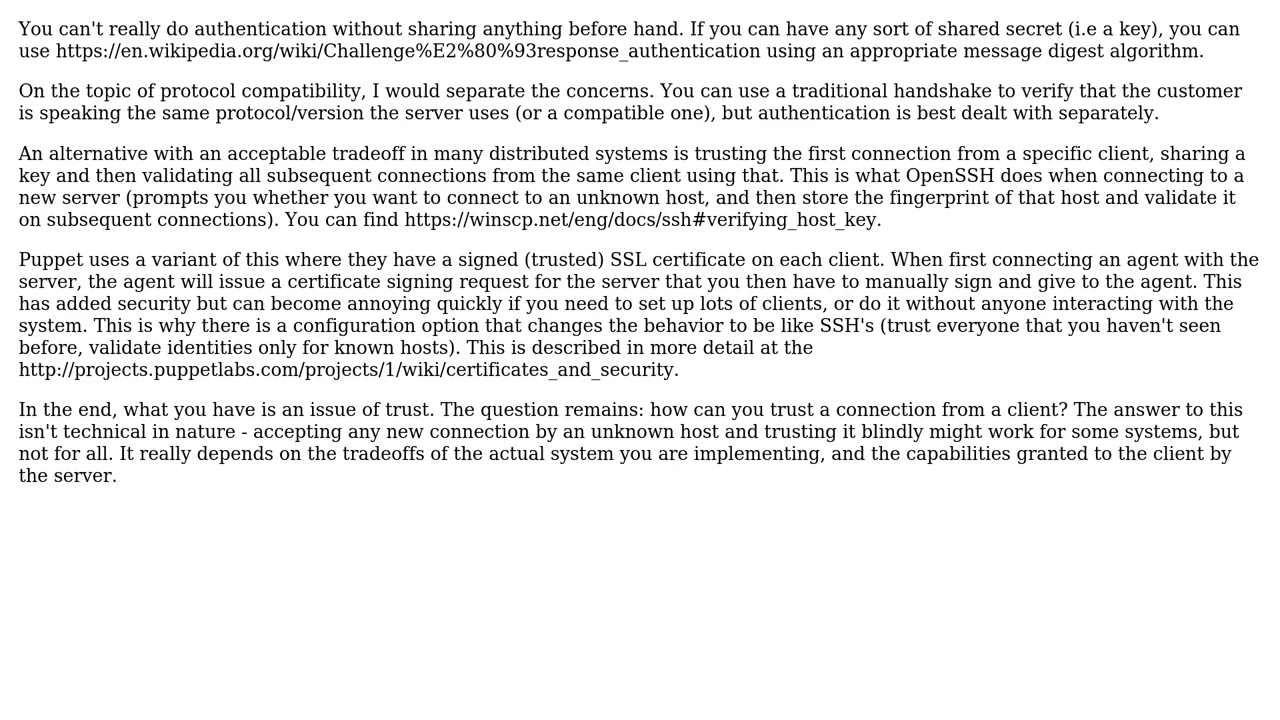 You can't really do authentication without sharing anything before hand. If you can have any sort of shared secret (i.e a key), you can
use https://en.wikipedia.org/wiki/Challenge%E2%80%93response_authentication using an appropriate message digest algorithm.
On the topic of protocol compatibility, I would separate the concerns. You can use a traditional handshake to verify that the customer
is speaking the same protocol/version the server uses (or a compatible one), but authentication is best dealt with separately.
An alternative with an acceptable tradeoff in many distributed systems is trusting the first connection from a specific client, sharing a
key and then validating all subsequent connections from the same client using that. This is what OpenSSH does when connecting to a
new server (prompts you whether you want to connect to an unknown host, and then store the fingerprint of that host and validate it
on subsequent connections). You can find https://winscp.net/eng/docs/ssh#verifying_host_key.
Puppet uses a variant of this where they have a signed (trusted) SSL certificate on each client. When first connecting an agent with the
server, the agent will issue a certificate signing request for the server that you then have to manually sign and give to the agent. This
has added security but can become annoying quickly if you need to set up lots of clients, or do it without anyone interacting with the
system. This is why there is a configuration option that changes the behavior to be like SSH's (trust everyone that you haven't seen
before, validate identities only for known hosts). This is described in more detail at the
http://projects.puppetlabs.com/projects/1/wiki/certificates_and_security.
In the end, what you have is an issue of trust. The question remains: how can you trust a connection from a client? The answer to this
isn't technical in nature - accepting any new connection by an unknown host and trusting it blindly might work for some systems, but
not for all. It really depends on the tradeoffs of the actual system you are implementing, and the capabilities granted to the client by
the server.